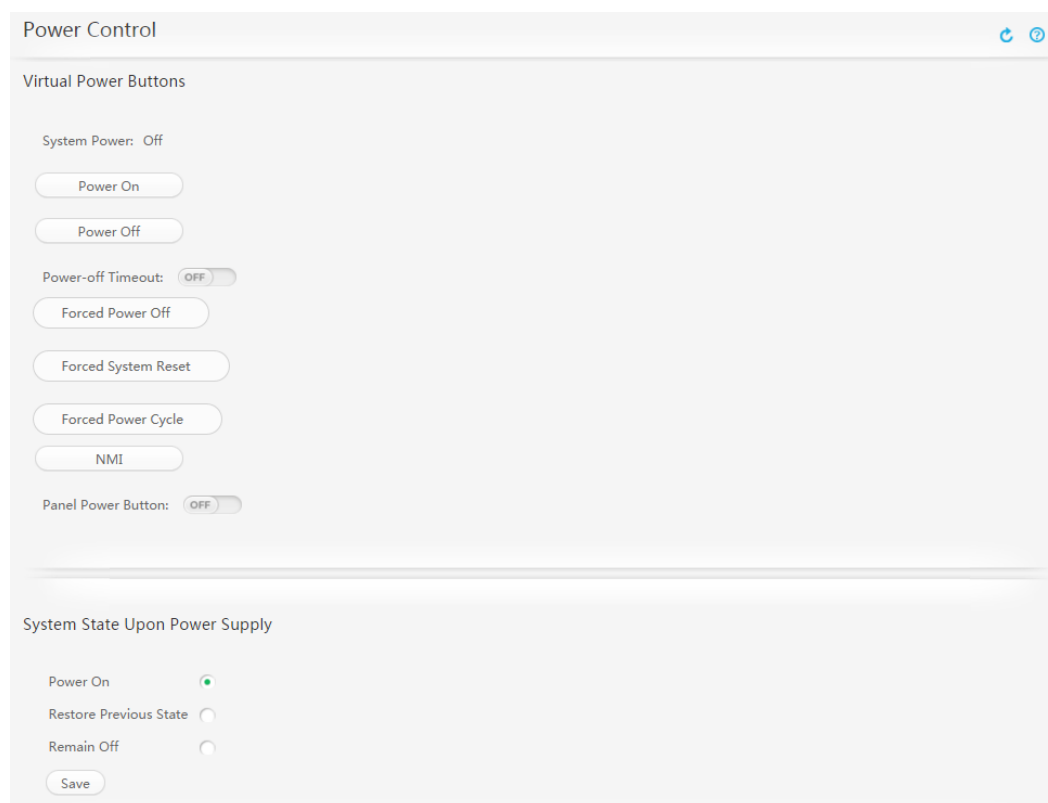 Power Control
Virtual Power Buttons
System Power: Off
Power On
Power Off
Power-off Timeout: OFF
Forced Power Off
Forced System Reset
Forced Power Cycle
NMI
Panel Power Button: OFF
System State Upon Power Supply
Power On
Restore Previous State
Remain Off
Save